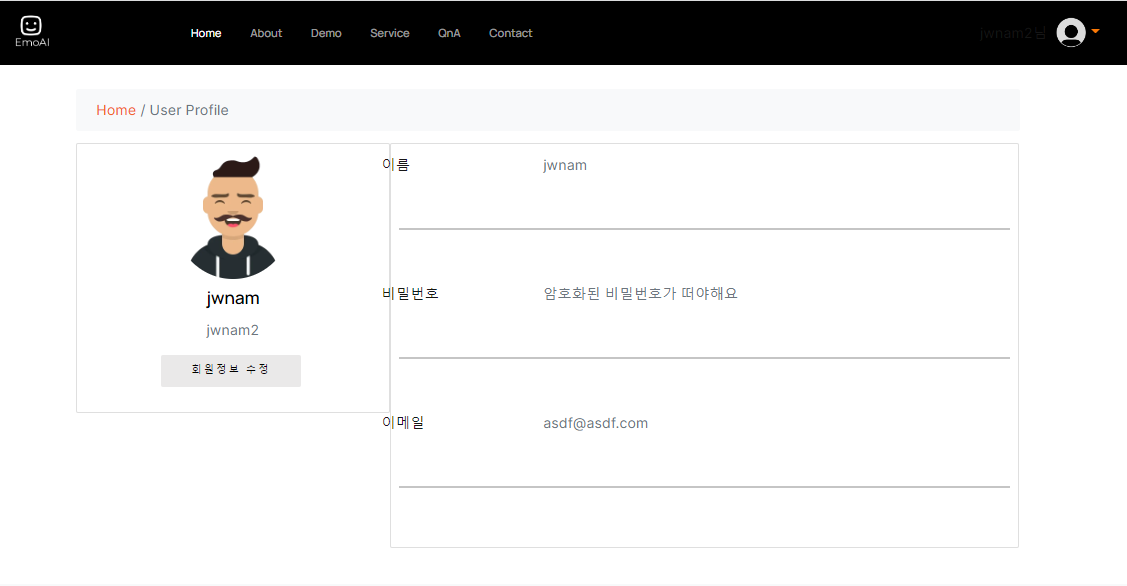 EmoAI
Home About Demo Service QnA Contact jwnam2님
Home / User Profile
이름 jwnam
jwnam
jwnam2
회원정보 수정
비밀번호 암호화된 비밀번호가 떠야해요
이메일 asdf@asdf.com